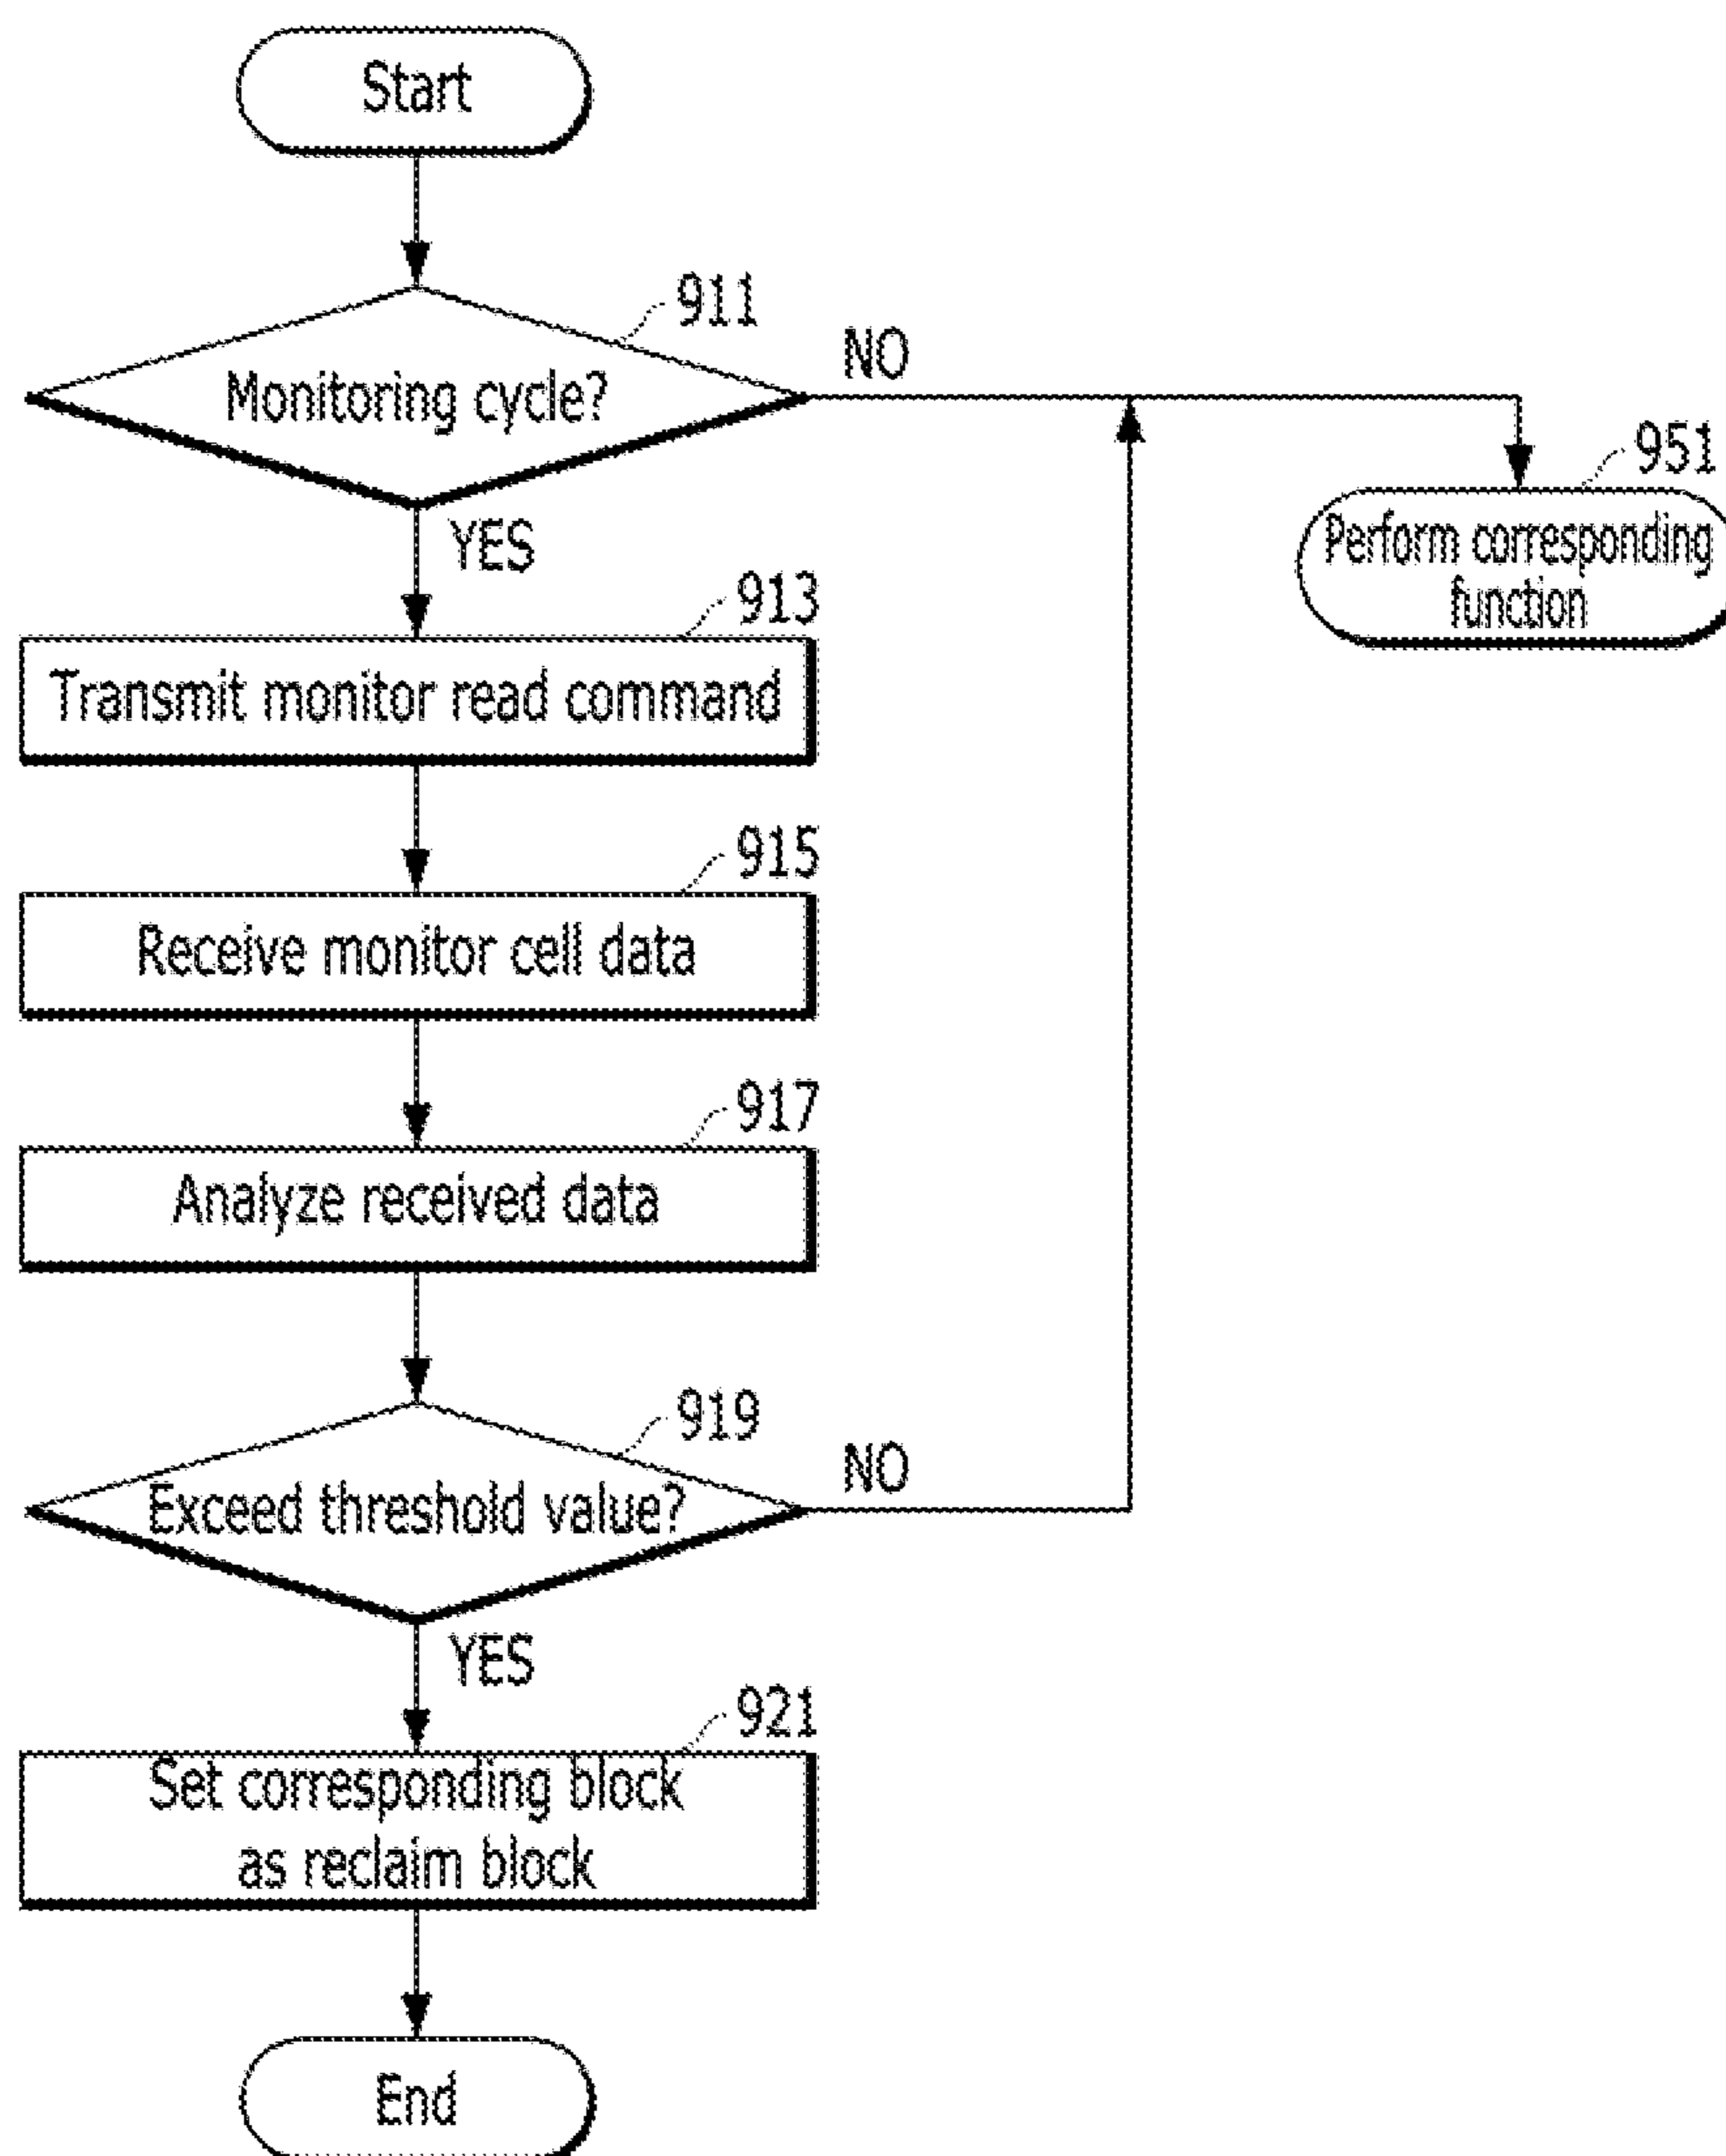 Start
911
Monitoring cycle?
NO
951
Perform corresponding
function
YES
913
Transmit monitor read command
915
Receive monitor cell data
917
Analyze received data
919
Exceed threshold value?
NO
YES
921
Set corresponding block
as reclaim block
End